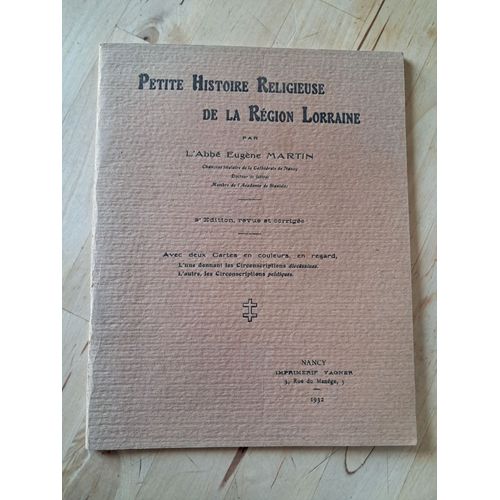 PETITE HISTOIRE RELIGIEUSE
DE LA RÉGION LORRAINE
PAR
L'Abbé Eugène MARTIN
Chanoine titulaire de la Cathédrale de Nancy
Docteur ès lettres
Membre de l'Académie de Stanislas
2e Edition, revue et corrigée
Avec deux Cartes en couleurs, en regard,
L'une donnant les Circonscriptions diocésaines,
L'autre, les Circonscriptions politiques.
NANCY
IMPRIMERIE VAGNER
3, Rue du Manège, 3
1932